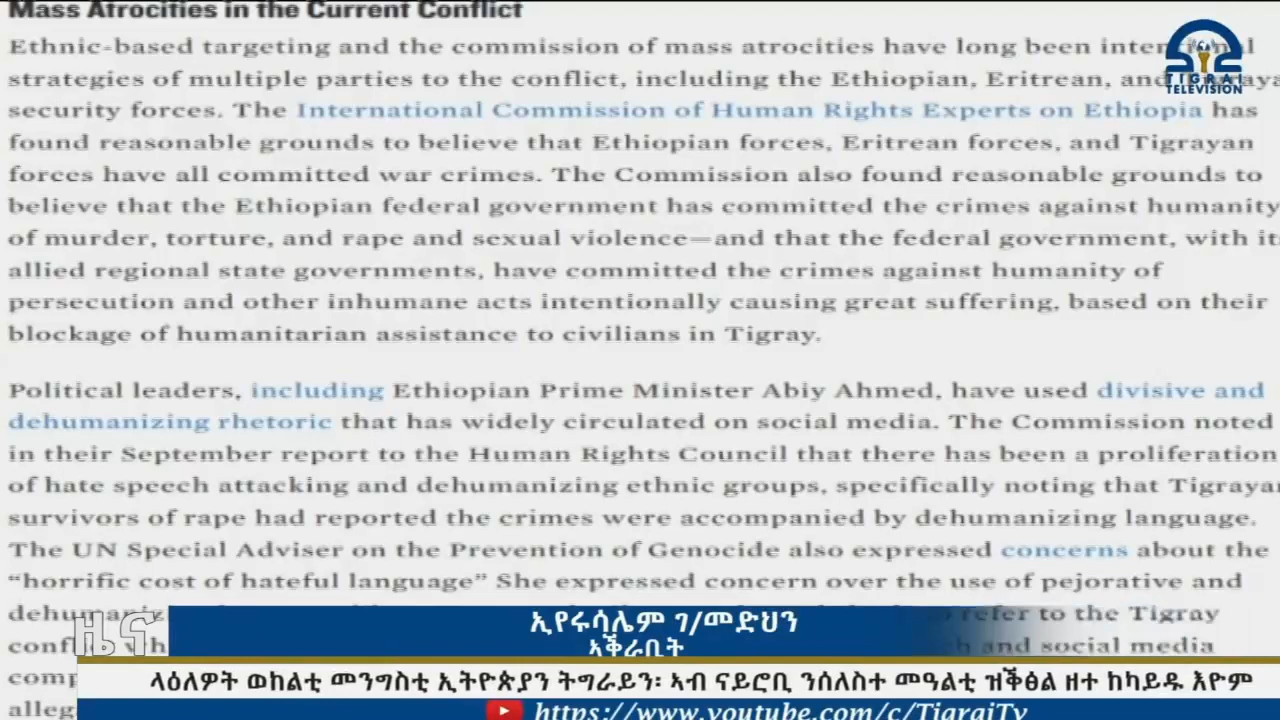 Mass Atrocities in the Current Conflict
Ethnic-based targeting and the commission of mass atrocities have long been intentional
strategies of multiple parties to the conflict, including the Ethiopian, Eritrean, and
security forces. The International Commission of Human Rights Experts on Ethiopia has
found reasonable grounds to believe that Ethiopian forces, Eritrean forces, and Tigrayan
forces have all committed war crimes. The Commission also found reasonable grounds to
believe that the Ethiopian federal government has committed the crimes against humanity
of murder, torture, and rape and sexual violence—and that the federal government, with
allied regional state governments, have committed the crimes against humanity of
persecution and other inhumane acts intentionally causing great suffering, based on their
blockage of humanitarian assistance to civilians in Tigray.
Political leaders, including Ethiopian Prime Minister Abiy Ahmed, have used divisive and
dehumanizing rhetoric that has widely circulated on social media. The Commission noted
in their September report to the Human Rights Council that there has been a proliferation
of hate speech attacking and dehumanizing ethnic groups, specifically noting that
survivors of rape had reported the crimes were accompanied by dehumanizing language.
The UN Special Adviser on the Prevention of Genocide also expressed concerns about the
“horrific cost of hateful language” She expressed concern over the use of pejorative and
refer to the Tigray
and social media
TIGRAI
TELEVISION
ዜና
ኢየሩሳሌም ገ/መድህን
ኣቕራቢት
ላዕለዎት ወከልቲ መንግስቲ ኢትዮጵያን ትግራይን፡ ኣብ ናይሮቢ ንሰለስተ መዓልቲ ዝቕፅል ዘተ ከካይዱ እዮም
https://www.youtube.com/c/TigraiTv